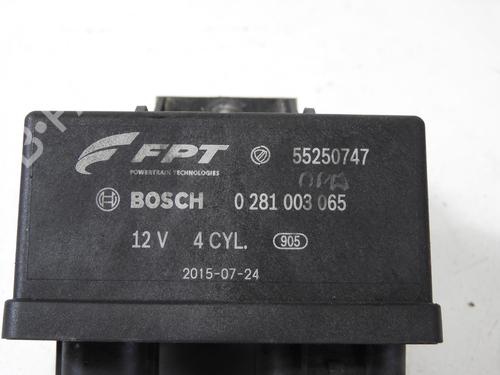 FPT 55250747
POWERTRAIN TECHNOLOGIES
BOSCH 0 281 003 065
12 V 4 CYL. 905
2015-07-24